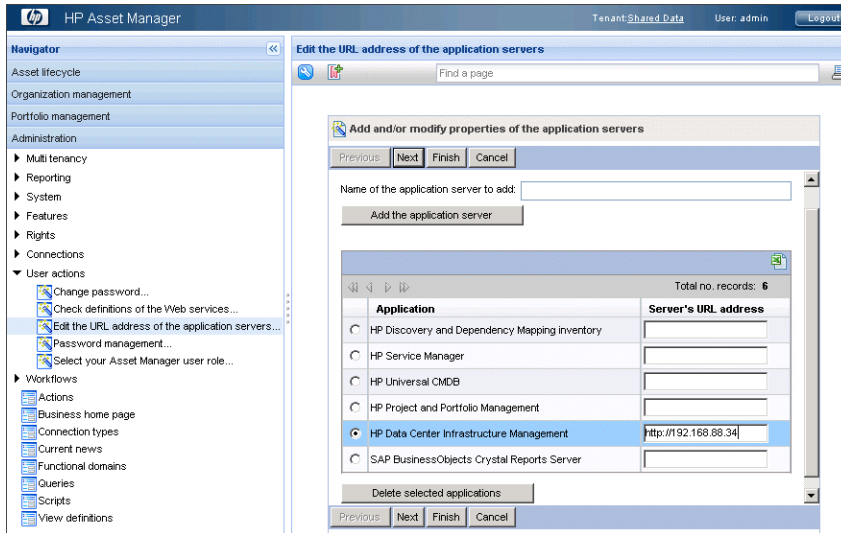 HP Asset Manager
Tenant:Shared Data
User: admin
Logout
Navigator
Asset lifecycle
Organization management
Portfolio management
Administration
Multi tenancy
Reporting
System
Features
Rights
Connections
User actions
Change password...
Check definitions of the Web services...
Edit the URL address of the application servers...
Password management...
Select your Asset Manager user role...
Workflows
Actions
Business home page
Connection types
Current news
Functional domains
Queries
Scripts
View definitions
Edit the URL address of the application servers
Find a page
Add and/or modify properties of the application servers
Previous Next Finish Cancel
Name of the application server to add:
Add the application server
Total no. records: 6
Application Server's URL address
HP Discovery and Dependency Mapping inventory
HP Service Manager
HP Universal CMDB
HP Project and Portfolio Management
HP Data Center Infrastructure Management http://192.168.88.34
SAP BusinessObjects Crystal Reports Server
Delete selected applications
Previous Next Finish Cancel